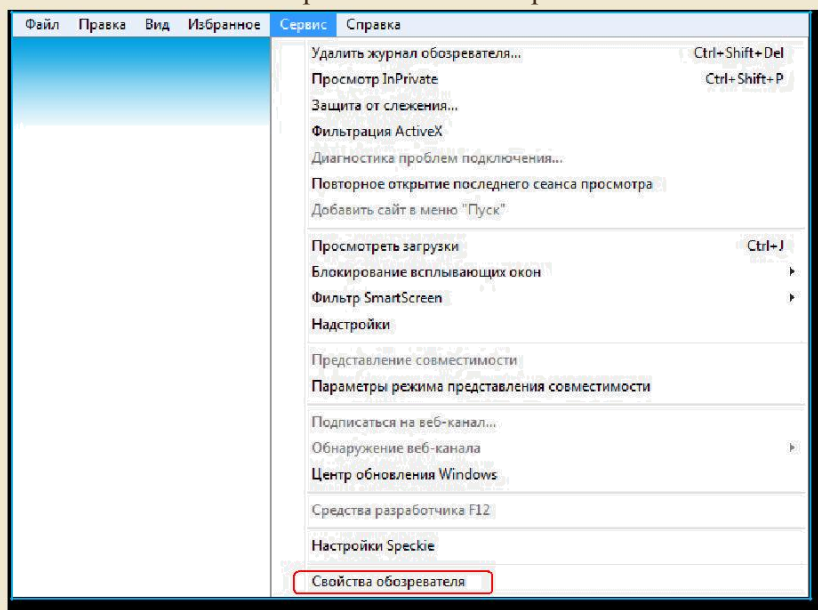 Файл Правка Вид Избранное Сервис Справка
Удалить журнал обозревателя... Ctrl+Shift+Del
Просмотр InPrivate Ctrl+Shift+P
Защита от слежения...
Фильтрация ActiveX
Диагностика проблем подключения...
Повторное открытие последнего сеанса просмотра
Добавить сайт в меню "Пуск"
Просмотреть загрузки Ctrl+J
Блокирование всплывающих окон
Фильтр SmartScreen
Надстройки
Представление совместимости
Параметры режима представления совместимости
Подписаться на веб-канал...
Обнаружение веб-канала
Центр обновления Windows
Средства разработчика F12
Настройки Speckie
Свойства обозревателя